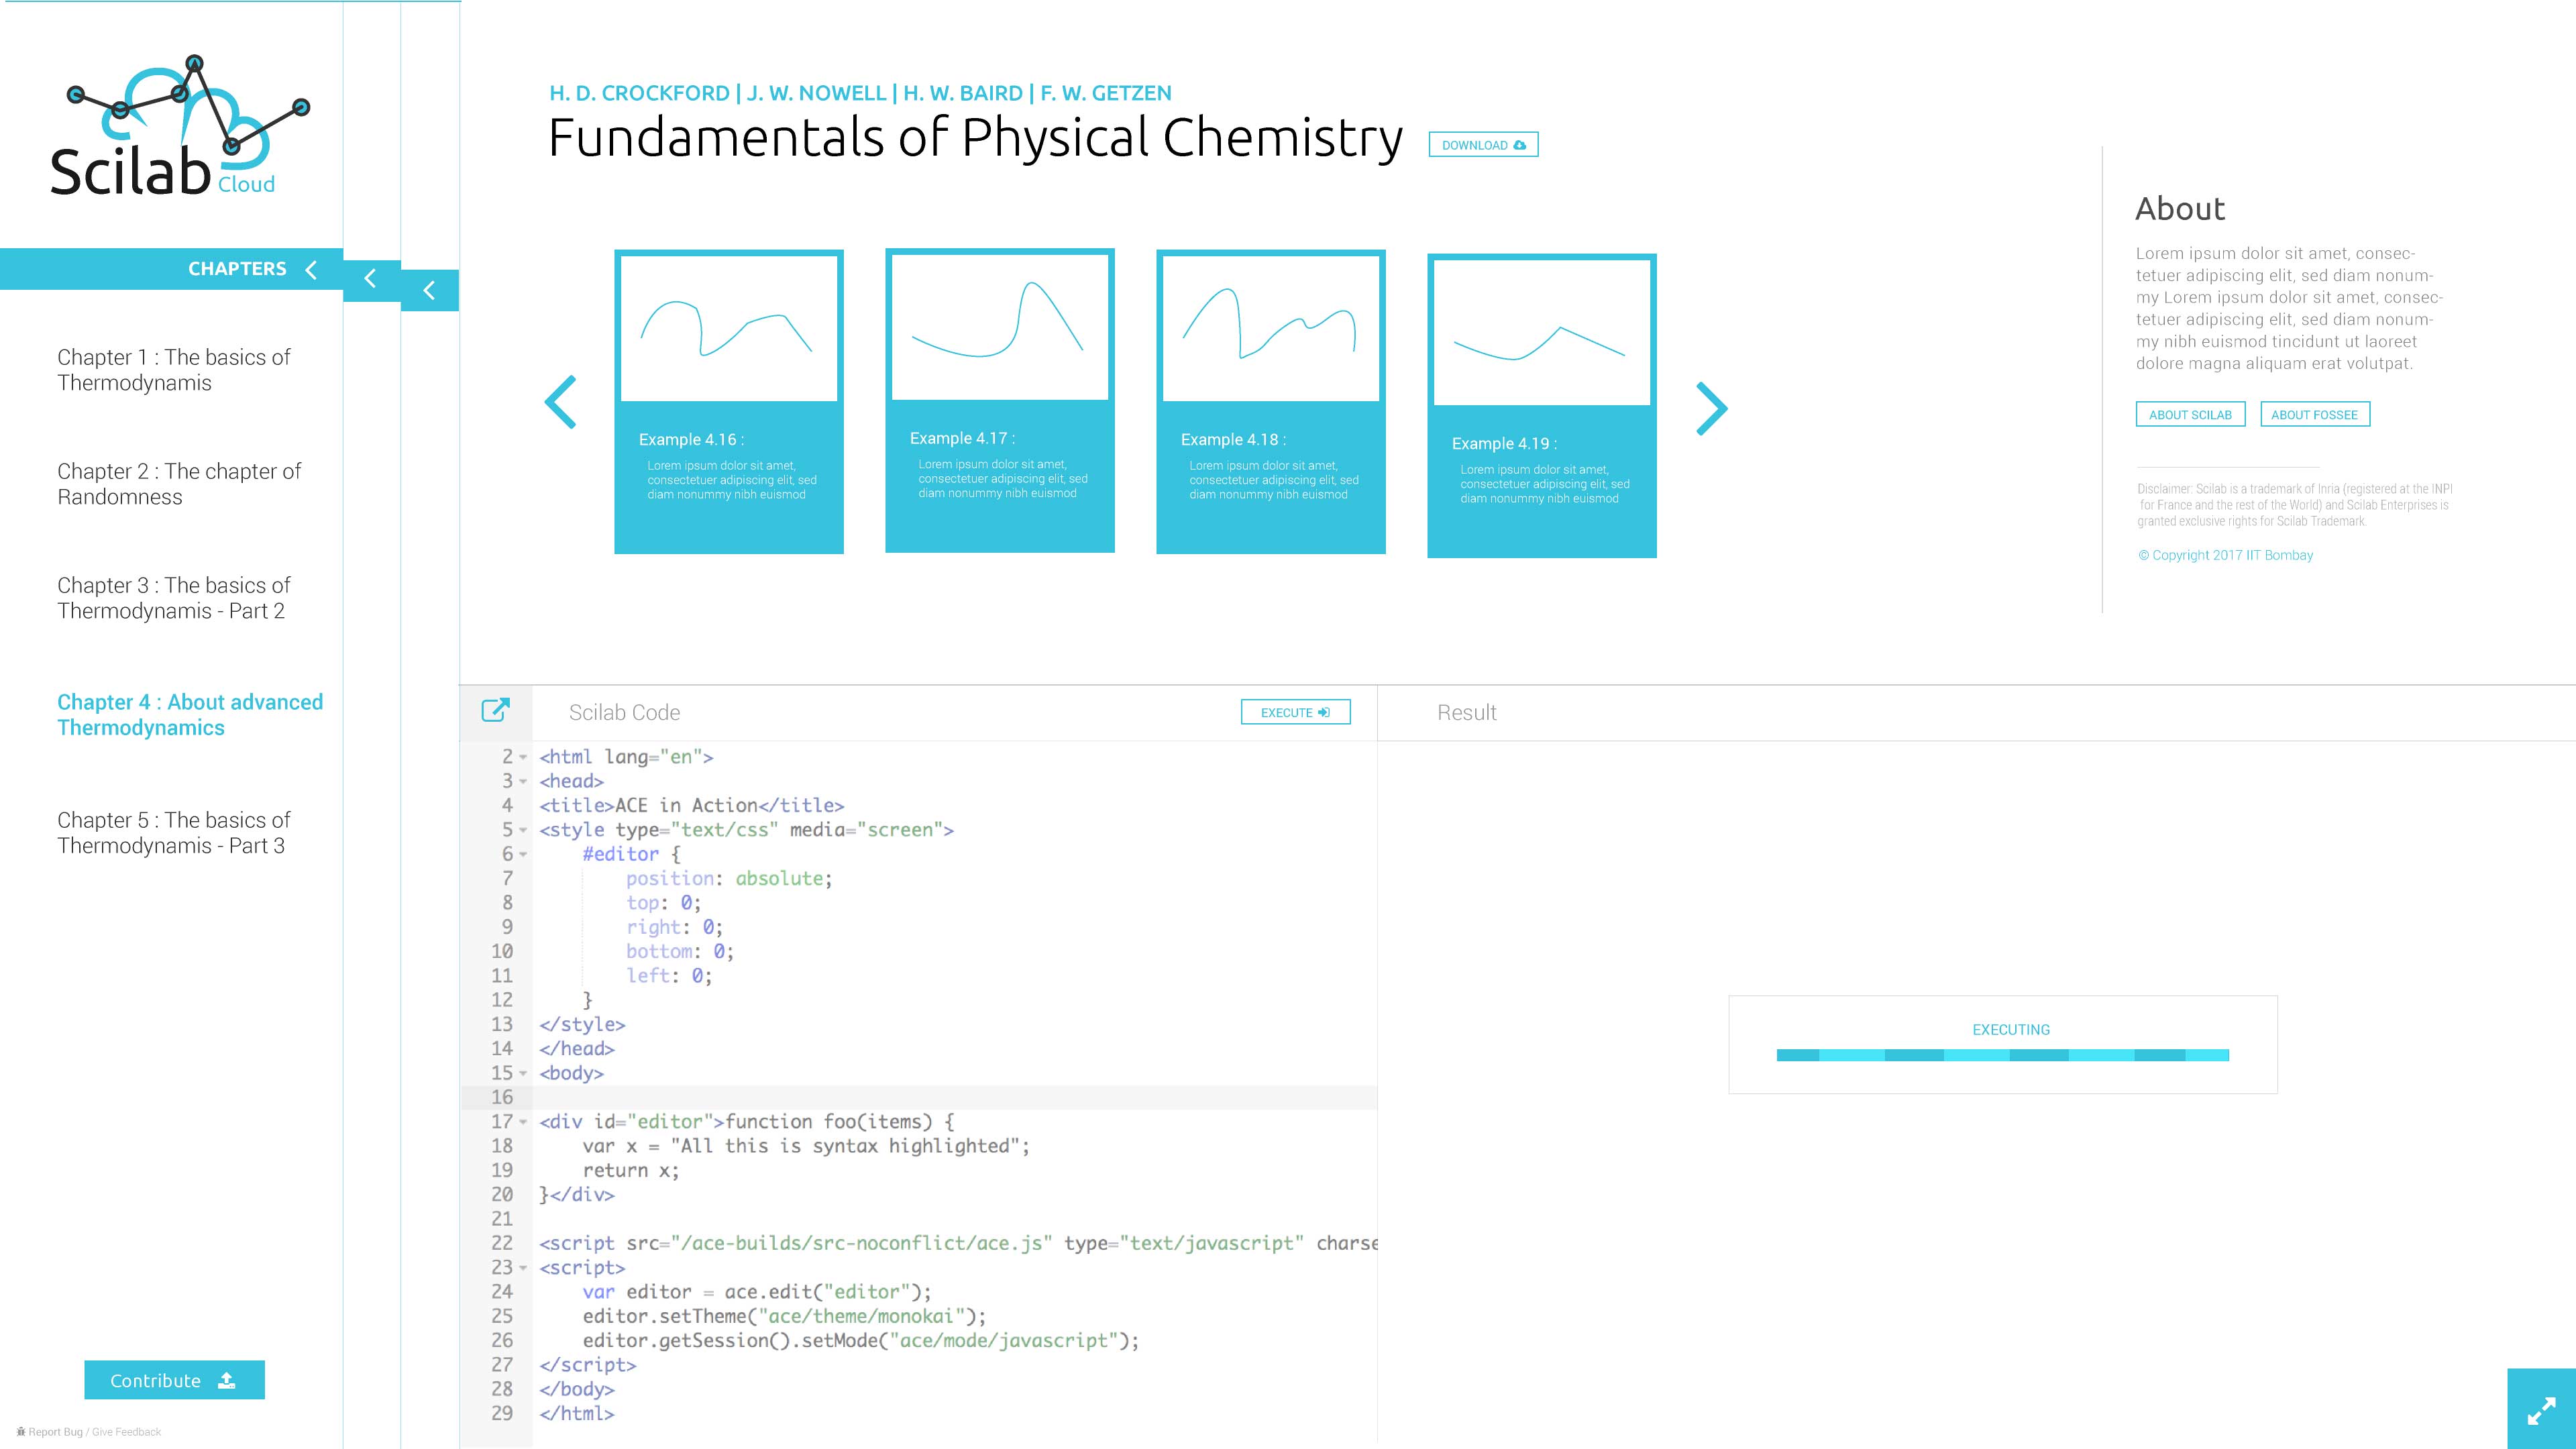 Scilab Cloud
CHAPTERS
Chapter 1 : The basics of
Thermodynamis
Chapter 2 : The chapter of
Randomness
Chapter 3 : The basics of
Thermodynamis - Part 2
Chapter 4 : About advanced
Thermodynamics
Chapter 5 : The basics of
Thermodynamis - Part 3
Contribute
Report Bug / Give Feedback
H. D. CROCKFORD | J. W. NOWELL | H. W. BAIRD | F. W. GETZEN
Fundamentals of Physical Chemistry
DOWNLOAD
Example 4.16 :
Lorem ipsum dolor sit amet,
consectetuer adipiscing elit, sed
diam nonummy nibh euismod
Example 4.17 :
Lorem ipsum dolor sit amet,
consectetuer adipiscing elit, sed
diam nonummy nibh euismod
Example 4.18 :
Lorem ipsum dolor sit amet,
consectetuer adipiscing elit, sed
diam nonummy nibh euismod
Example 4.19 :
Lorem ipsum dolor sit amet,
consectetuer adipiscing elit, sed
diam nonummy nibh euismod
About
Lorem ipsum dolor sit amet, consec-
tetuer adipiscing elit, sed diam nonum-
my Lorem ipsum dolor sit amet, consec-
tetuer adipiscing elit, sed diam nonum-
my nibh euismod tincidunt ut laoreet
dolore magna aliquam erat volutpat.
ABOUT SCILAB
ABOUT FOSSEE
Disclaimer: Scilab is a trademark of Inria (registered at the INPI
for France and the rest of the World) and Scilab Enterprises is
granted exclusive rights for Scilab Trademark.
© Copyright 2017 IIT Bombay
Scilab Code
EXECUTE
2 <html lang="en">
3 <head>
4 <title>ACE in Action</title>
5 <style type="text/css" media="screen">
6     #editor {
7         position: absolute;
8         top: 0;
9         right: 0;
10         bottom: 0;
11         left: 0;
12     }
13 </style>
14 </head>
15 <body>
16
17 <div id="editor">function foo(items) {
18     var x = "All this is syntax highlighted";
19     return x;
20 }</div>
21
22 <script src="/ace-builds/src-noconflict/ace.js" type="text/javascript" charse
23 <script>
24     var editor = ace.edit("editor");
25     editor.setTheme("ace/theme/monokai");
26     editor.getSession().setMode("ace/mode/javascript");
27 </script>
28 </body>
29 </html>
Result
EXECUTING